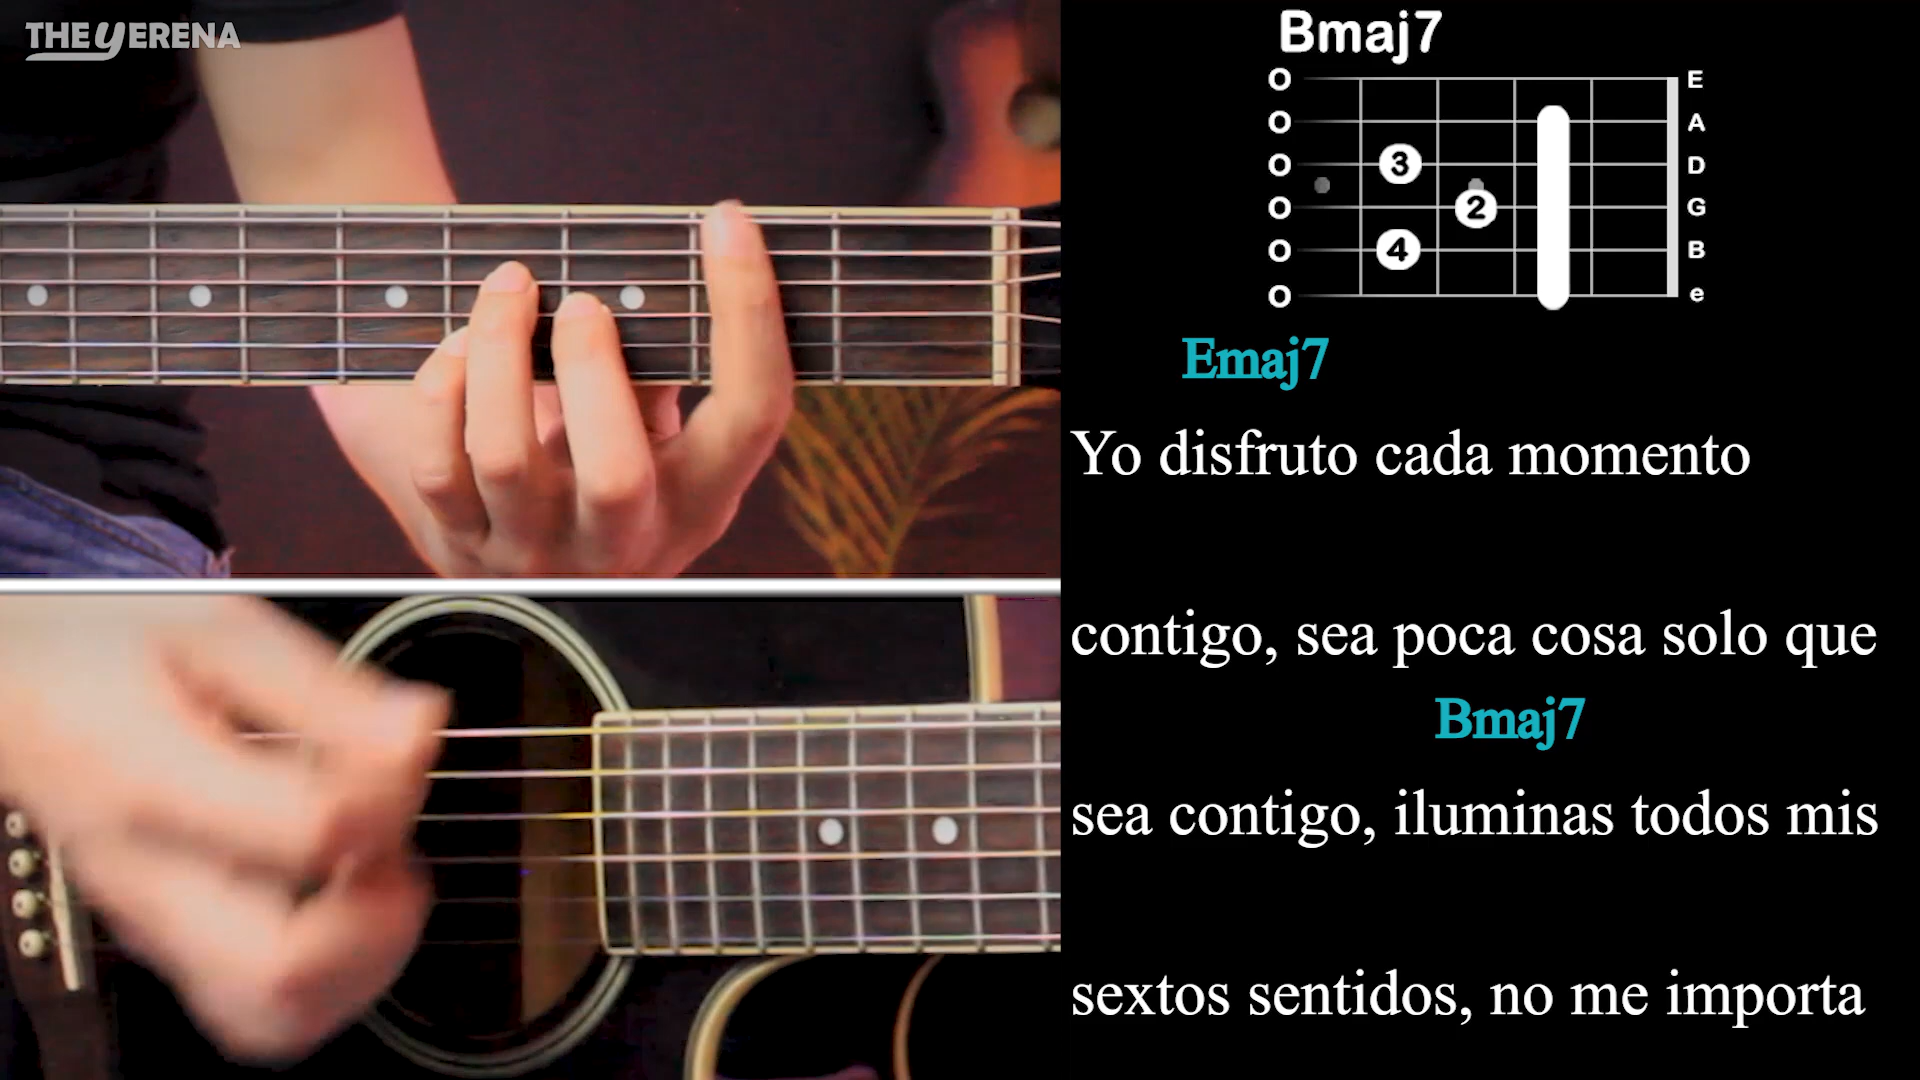 THE YERENA
Bmaj7
O E
O A
O 3 D
O 2 G
O 4 B
O e
Emaj7
Yo disfruto cada momento
contigo, sea poca cosa solo que
Bmaj7
sea contigo, iluminas todos mis
sextos sentidos, no me importa